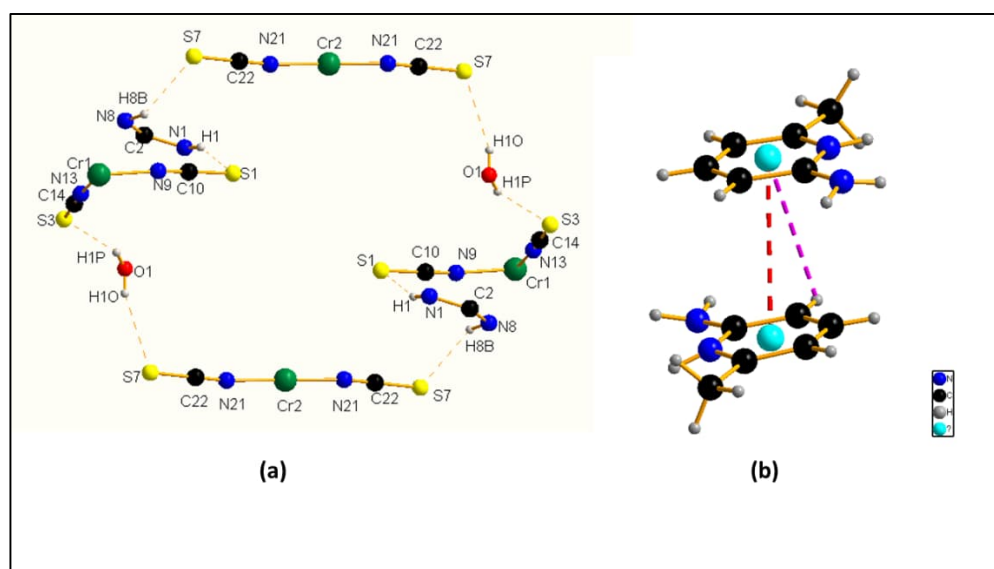 S7 N21 Cr2 N21 C22 S7
C22
H8B
N8 C2 N1 H1
Cr1
N13 N9 C10 S1
C14
S3
H1P O1
H1O
S7 C22 N21 Cr2 N21 C22 S7
H1O
O1 H1P
S3
C14
N13
C10 N9
S1 Cr1
H1 N1 C2
N8
H8B
N
C
H
?
(a) (b)